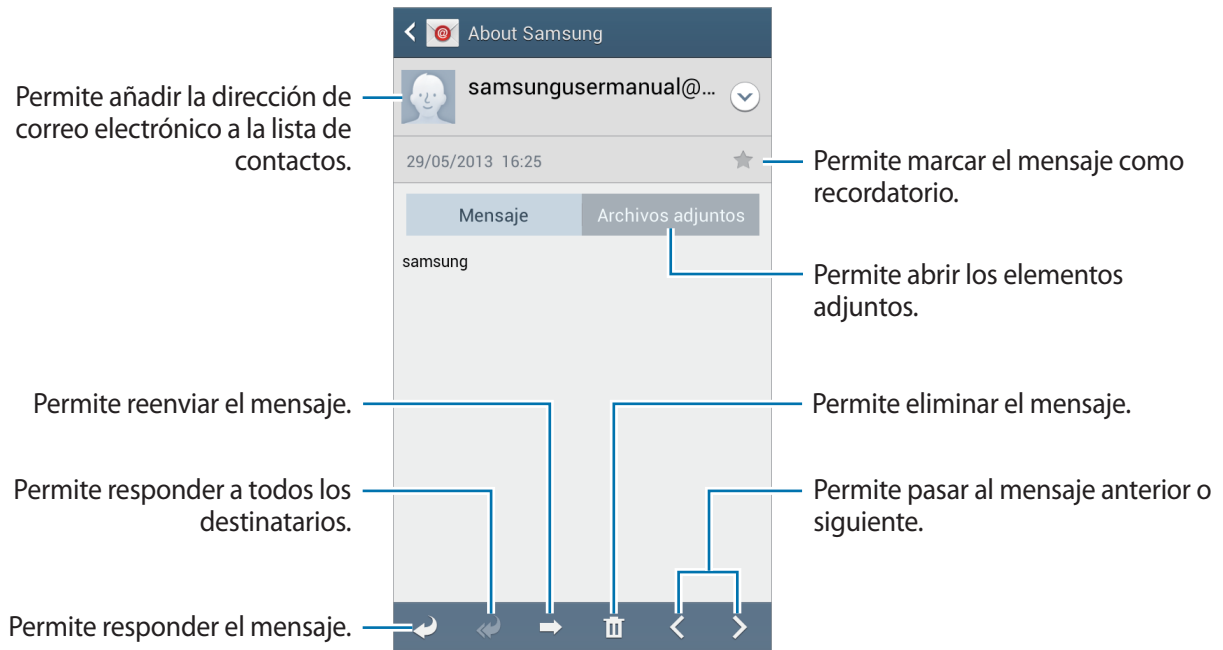 About Samsung
samsungusermanual@...
Permite añadir la dirección de
correo electrónico a la lista de
contactos.
29/05/2013 16:25
Permite marcar el mensaje como
recordatorio.
Mensaje
Archivos adjuntos
samsung
Permite abrir los elementos
adjuntos.
Permite reenviar el mensaje.
Permite eliminar el mensaje.
Permite responder a todos los
destinatarios.
Permite pasar al mensaje anterior o
siguiente.
Permite responder el mensaje.